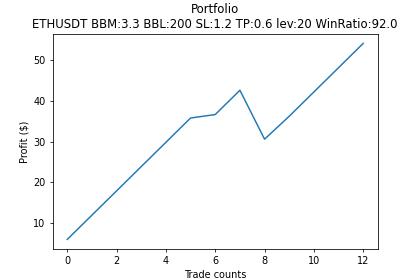 Portfolio
ETHUSDT BBM:3.3 BBL:200 SL:1.2 TP:0.6 lev:20 WinRatio:92.0
50
40
30
20
10
Profit ($)
0 2 4 6 8 10 12
Trade counts